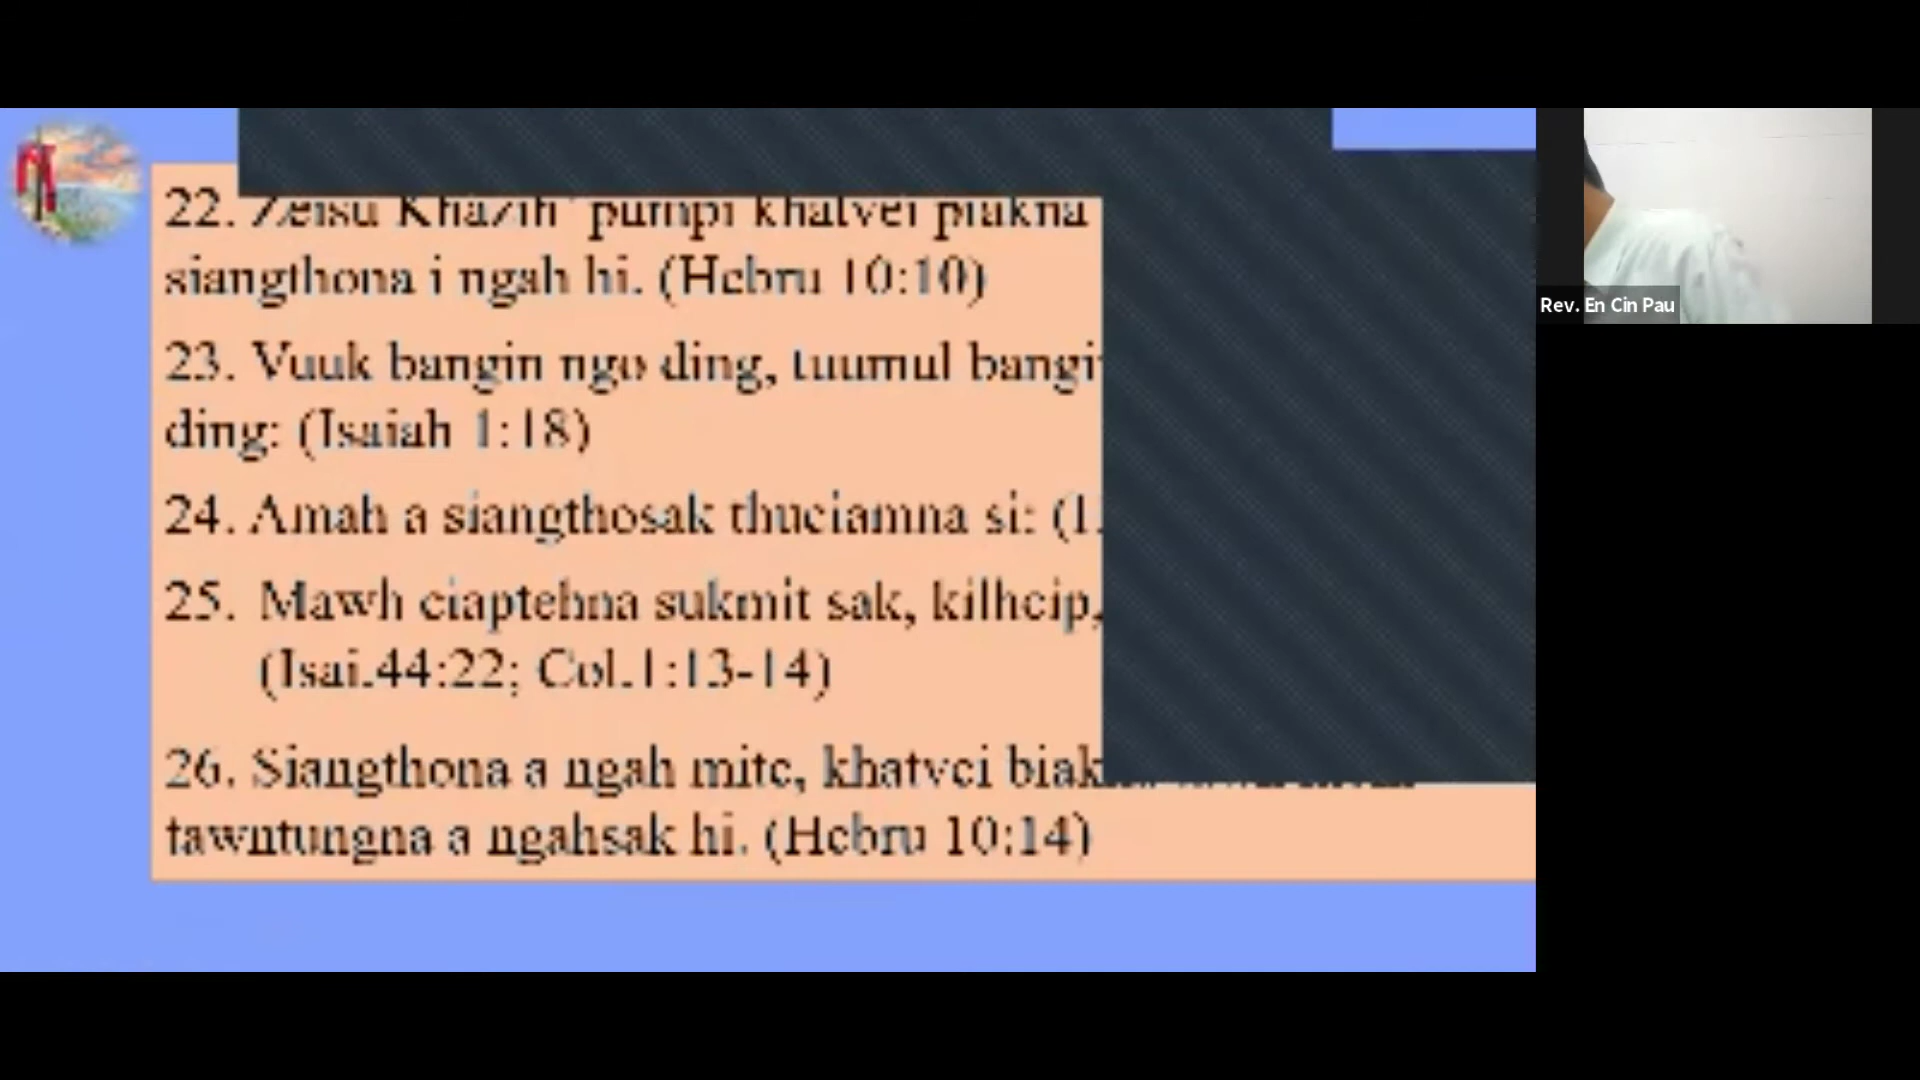 22. Zeisu Khazih' pumpi khatvei piakna
siangthona i ngah hi. (Hebru 10:10)
23. Vuuk bangin ngo ding, tuumul
ding: (Isaiah 1:18)
24. Amah a siangthosak thuciamna si:
25. Mawh ciaptehna sukmit sak, kilhcip,
(Isai.44:22; Col.1:13-14)
26. Siangthona a ngah mite, khatvei
tawntungna a ngahsak hi. (Hebru 10:14)
Rev. En Cin Pau